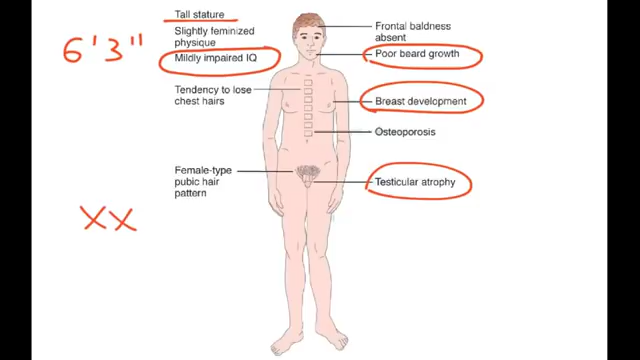 Tall stature
Slightly feminized
physique
Mildly impaired IQ
6'3"
Tendency to lose
chest hairs
Female-type
pubic hair
pattern
XX
Frontal baldness
absent
Poor beard growth
Breast development
Osteoporosis
Testicular atrophy